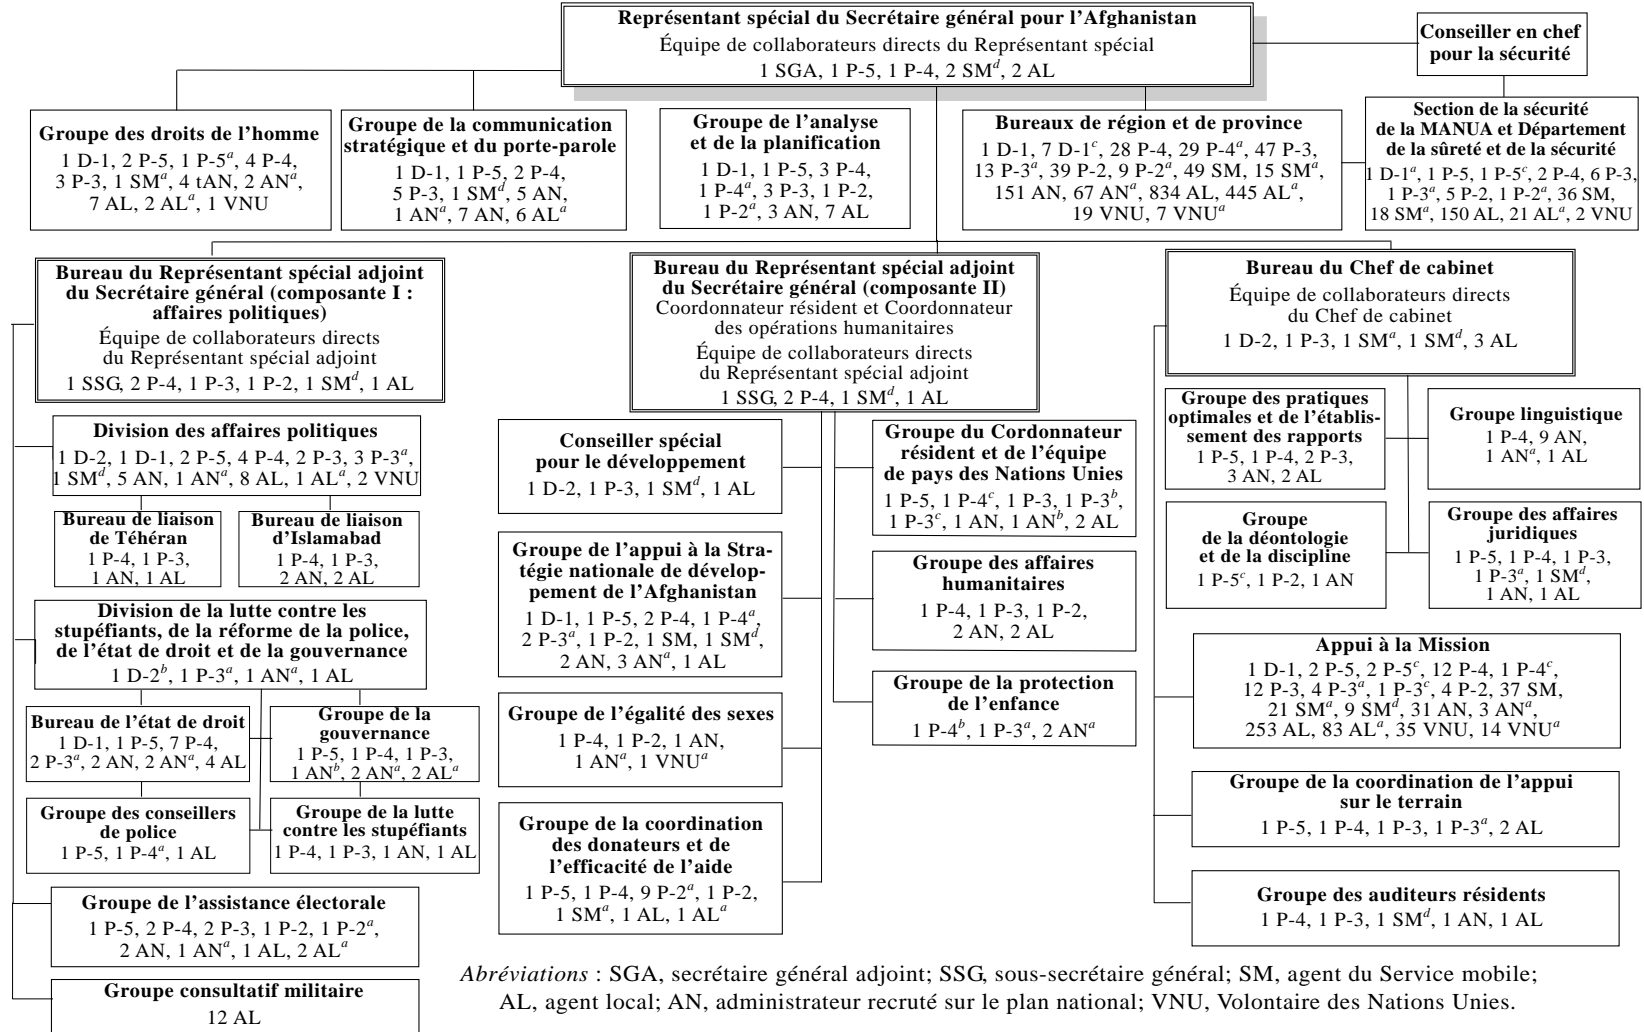 Représentant spécial du Secrétaire général pour l'Afghanistan
Équipe de collaborateurs directs du Représentant spécial
1 SGA, 1 P-5, 1 P-4, 2 SMᵈ, 2 AL
Conseiller en chef
pour la sécurité
Groupe des droits de l'homme
1 D-1, 2 P-5, 1 P-5ᵃ, 4 P-4,
3 P-3, 1 SMᵃ, 4 tAN, 2 ANᵃ,
7 AL, 2 ALᵃ, 1 VNU
Groupe de la communication
stratégique et du porte-parole
1 D-1, 1 P-5, 2 P-4,
5 P-3, 1 SMᵈ, 5 AN,
1 ANᵃ, 7 AN, 6 ALᵃ
Groupe de l'analyse
et de la planification
1 D-1, 1 P-5, 3 P-4,
1 P-4ᵃ, 3 P-3, 1 P-2,
1 P-2ᵃ, 3 AN, 7 AL
Bureaux de région et de province
1 D-1, 7 D-1ᶜ, 28 P-4, 29 P-4ᵃ, 47 P-3,
13 P-3ᵃ, 39 P-2, 9 P-2ᵃ, 49 SM, 15 SMᵃ,
151 AN, 67 ANᵃ, 834 AL, 445 ALᵃ,
19 VNU, 7 VNUᵃ
Section de la sécurité
de la MANUA et Département
de la sûreté et de la sécurité
1 D-1ᵃ, 1 P-5, 1 P-5ᶜ, 2 P-4, 6 P-3,
1 P-3ᵃ, 5 P-2, 1 P-2ᵃ, 36 SM,
18 SMᵃ, 150 AL, 21 ALᵃ, 2 VNU
Bureau du Représentant spécial adjoint
du Secrétaire général (composante I :
affaires politiques)
Équipe de collaborateurs directs
du Représentant spécial adjoint
1 SSG, 2 P-4, 1 P-3, 1 P-2, 1 SMᵈ, 1 AL
Division des affaires politiques
1 D-2, 1 D-1, 2 P-5, 4 P-4, 2 P-3, 3 P-3ᵃ,
1 SMᵈ, 5 AN, 1 ANᵃ, 8 AL, 1 ALᵃ, 2 VNU
Bureau de liaison
de Téhéran
1 P-4, 1 P-3,
1 AN, 1 AL
Bureau de liaison
d'Islamabad
1 P-4, 1 P-3,
2 AN, 2 AL
Division de la lutte contre les
stupéfiants, de la réforme de la police,
de l'état de droit et de la gouvernance
1 D-2ᵇ, 1 P-3ᵃ, 1 ANᵃ, 1 AL
Bureau de l'état de droit
1 D-1, 1 P-5, 7 P-4,
2 P-3ᵃ, 2 AN, 2 ANᵃ, 4 AL
Groupe de la
gouvernance
1 P-5, 1 P-4, 1 P-3,
1 ANᵇ, 2 ANᵃ, 2 ALᵃ
Groupe des conseillers
de police
1 P-5, 1 P-4ᵃ, 1 AL
Groupe de la lutte
contre les stupéfiants
1 P-4, 1 P-3, 1 AN, 1 AL
Groupe de l'assistance électorale
1 P-5, 2 P-4, 2 P-3, 1 P-2, 1 P-2ᵃ,
2 AN, 1 ANᵃ, 1 AL, 2 ALᵃ
Groupe consultatif militaire
12 AL
Bureau du Représentant spécial adjoint
du Secrétaire général (composante II)
Coordonnateur résident et Coordonnateur
des opérations humanitaires
Équipe de collaborateurs directs
du Représentant spécial adjoint
1 SSG, 2 P-4, 1 SMᵈ, 1 AL
Conseiller spécial
pour le développement
1 D-2, 1 P-3, 1 SMᵈ, 1 AL
Groupe de l'appui à la Stra-
tégie nationale de dévelop-
pement de l'Afghanistan
1 D-1, 1 P-5, 2 P-4, 1 P-4ᵃ,
2 P-3ᵃ, 1 P-2, 1 SM, 1 SMᵈ,
2 AN, 3 ANᵃ, 1 AL
Groupe de l'égalité des sexes
1 P-4, 1 P-2, 1 AN,
1 ANᵃ, 1 VNUᵃ
Groupe de la coordination
des donateurs et de
l'efficacité de l'aide
1 P-5, 1 P-4, 9 P-2ᵃ, 1 P-2,
1 SMᵃ, 1 AL, 1 ALᵃ
Groupe du Cordonnateur
résident et de l'équipe
de pays des Nations Unies
1 P-5, 1 P-4ᶜ, 1 P-3, 1 P-3ᵇ,
1 P-3ᶜ, 1 AN, 1 ANᵇ, 2 AL
Groupe des affaires
humanitaires
1 P-4, 1 P-3, 1 P-2,
2 AN, 2 AL
Groupe de la protection
de l'enfance
1 P-4ᵇ, 1 P-3ᵃ, 2 ANᵃ
Bureau du Chef de cabinet
Équipe de collaborateurs directs
du Chef de cabinet
1 D-2, 1 P-3, 1 SMᵃ, 1 SMᵈ, 3 AL
Groupe des pratiques
optimales et de l'établis-
sement des rapports
1 P-5, 1 P-4, 2 P-3,
3 AN, 2 AL
Groupe linguistique
1 P-4, 9 AN,
1 ANᵃ, 1 AL
Groupe
de la déontologie
et de la discipline
1 P-5ᶜ, 1 P-2, 1 AN
Groupe des affaires
juridiques
1 P-5, 1 P-4, 1 P-3,
1 P-3ᵃ, 1 SMᵈ,
1 AN, 1 AL
Appui à la Mission
1 D-1, 2 P-5, 2 P-5ᶜ, 12 P-4, 1 P-4ᶜ,
12 P-3, 4 P-3ᵃ, 1 P-3ᶜ, 4 P-2, 37 SM,
21 SMᵃ, 9 SMᵈ, 31 AN, 3 ANᵃ,
253 AL, 83 ALᵃ, 35 VNU, 14 VNUᵃ
Groupe de la coordination de l'appui
sur le terrain
1 P-5, 1 P-4, 1 P-3, 1 P-3ᵃ, 2 AL
Groupe des auditeurs résidents
1 P-4, 1 P-3, 1 SMᵈ, 1 AN, 1 AL
Abréviations : SGA, secrétaire général adjoint; SSG, sous-secrétaire général; SM, agent du Service mobile;
AL, agent local; AN, administrateur recruté sur le plan national; VNU, Volontaire des Nations Unies.